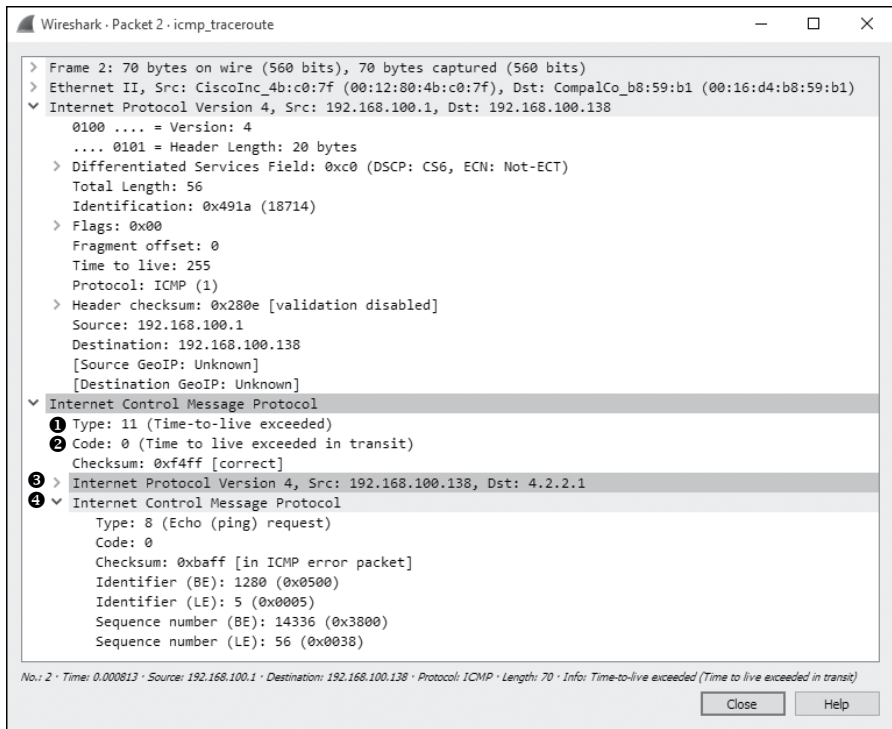 Wireshark · Packet 2 · icmp_traceroute
> Frame 2: 70 bytes on wire (560 bits), 70 bytes captured (560 bits)
> Ethernet II, Src: CiscoInc_4b:c0:7f (00:12:80:4b:c0:7f), Dst: CompalCo_b8:59:b1 (00:16:d4:b8:59:b1)
Internet Protocol Version 4, Src: 192.168.100.1, Dst: 192.168.100.138
0100 .... = Version: 4
.... 0101 = Header Length: 20 bytes
> Differentiated Services Field: 0xc0 (DSCP: CS6, ECN: Not-ECT)
Total Length: 56
Identification: 0x491a (18714)
> Flags: 0x00
Fragment offset: 0
Time to live: 255
Protocol: ICMP (1)
> Header checksum: 0x280e [validation disabled]
Source: 192.168.100.1
Destination: 192.168.100.138
[Source GeoIP: Unknown]
[Destination GeoIP: Unknown]
Internet Control Message Protocol
❶ Type: 11 (Time-to-live exceeded)
❷ Code: 0 (Time to live exceeded in transit)
Checksum: 0xf4ff [correct]
❸ > Internet Protocol Version 4, Src: 192.168.100.138, Dst: 4.2.2.1
❹ Internet Control Message Protocol
Type: 8 (Echo (ping) request)
Code: 0
Checksum: 0xbaff [in ICMP error packet]
Identifier (BE): 1280 (0x0500)
Identifier (LE): 5 (0x0005)
Sequence number (BE): 14336 (0x3800)
Sequence number (LE): 56 (0x0038)
No.: 2 · Time: 0.000813 · Source: 192.168.100.1 · Destination: 192.168.100.138 · Protocol: ICMP · Length: 70 · Info: Time-to-live exceeded (Time to live exceeded in transit)
Close Help